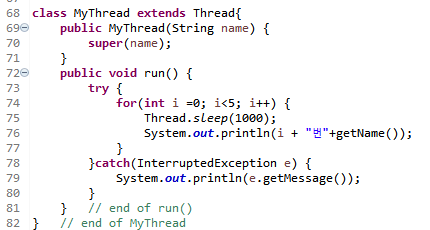 68 class MyThread extends Thread{
69 public MyThread(String name) {
70 super(name);
71 }
72 public void run() {
73 try {
74 for(int i =0; i<5; i++) {
75 Thread.sleep(1000);
76 System.out.println(i + "번"+getName());
77 }
78 }catch(InterruptedException e) {
79 System.out.println(e.getMessage());
80 }
81 } // end of run()
82 } // end of MyThread